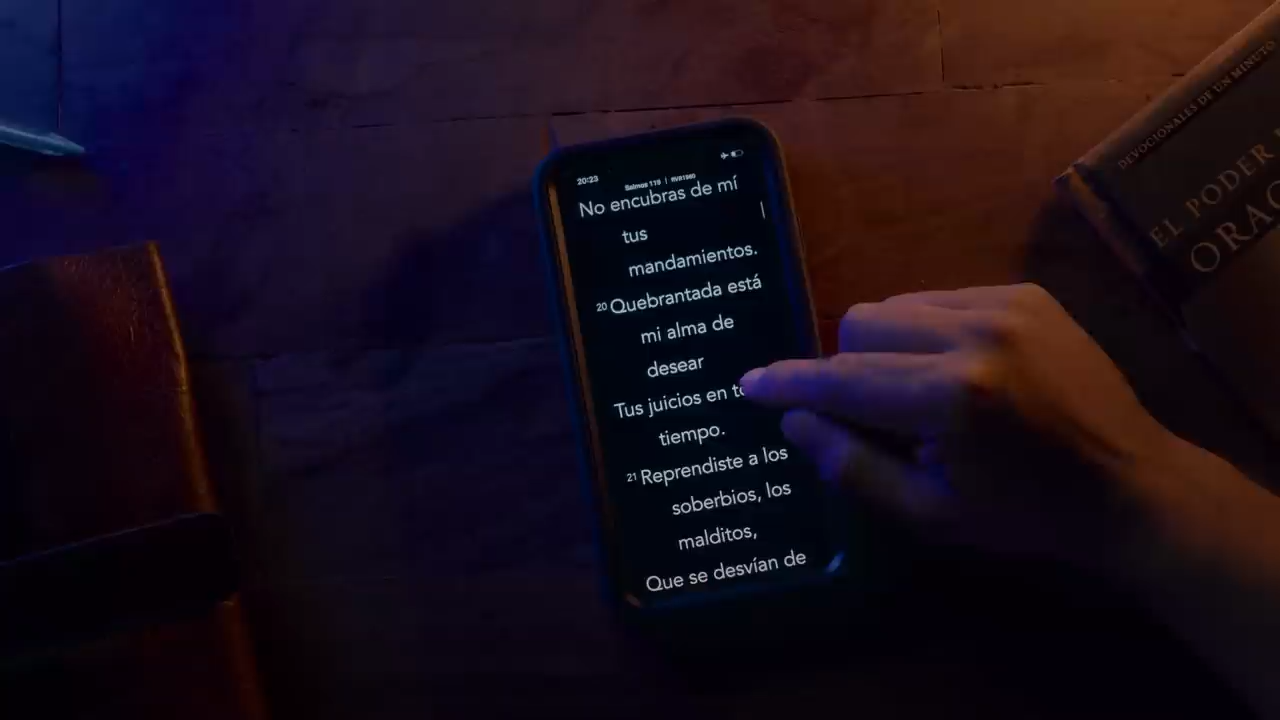 20:23
Salmos 119 | RVR1960
No encubras de mí
tus
mandamientos.
20 Quebrantada está
mi alma de
desear
Tus juicios en to
tiempo.
21 Reprendiste a los
soberbios, los
malditos,
Que se desvían de
DEVOCIONALES DE UN MINUTO
EL PODER
ORAC